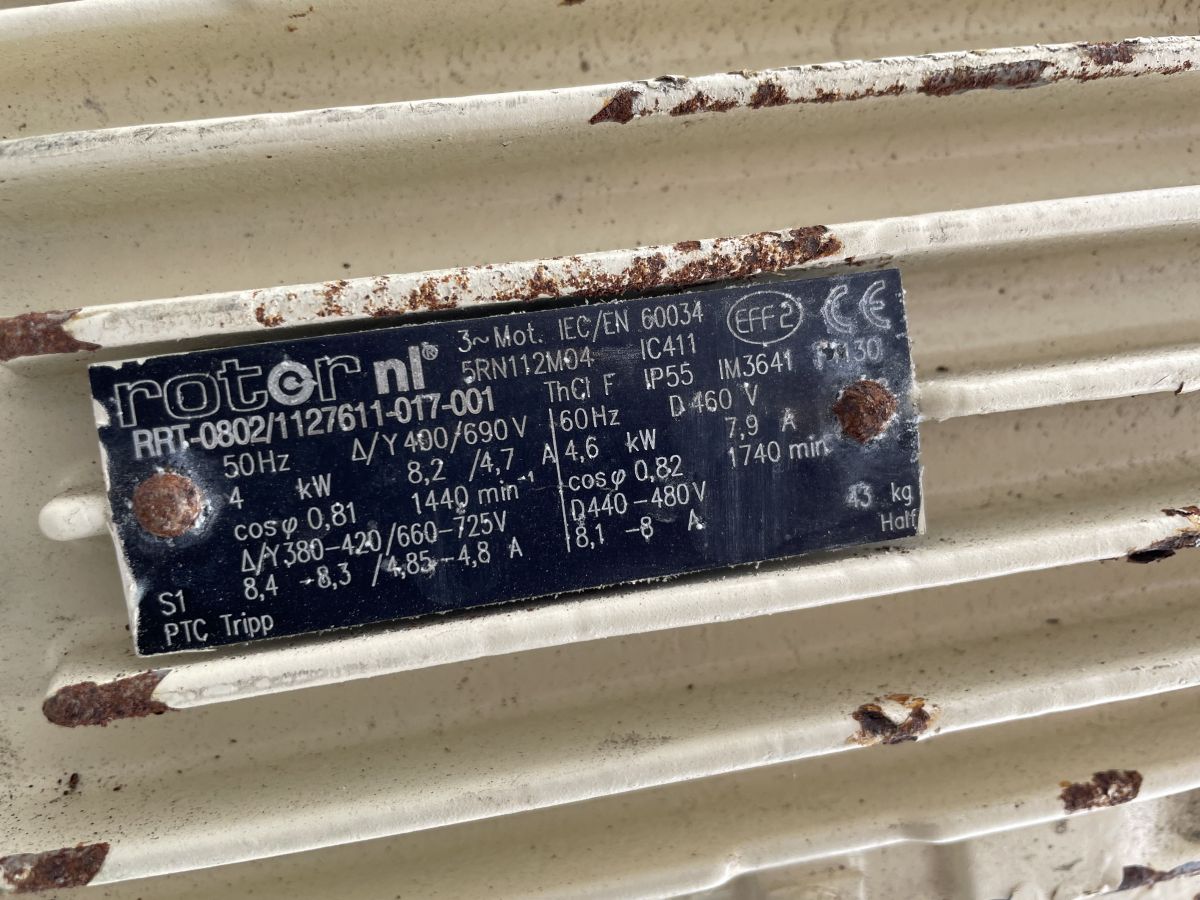 rotor nl®
3~Mot. IEC/EN 60034 EFF2 CE
5RN112M04 IC411
RRT-0802/1127611-017-001 ThCl F IP55 IM3641
50Hz Δ/Y 400/690V 60Hz D 460 V
4 kW 8,2 /4,7 A 4,6 kW 7,9 A
cosφ 0,81 1440 min⁻¹ cosφ 0,82 1740 min
Δ/Y380-420/660-725V D440-480V
8,4 -8,3 /4,85-4,8 A 8,1 -8 A
43 kg
Half
S1
PTC Tripp